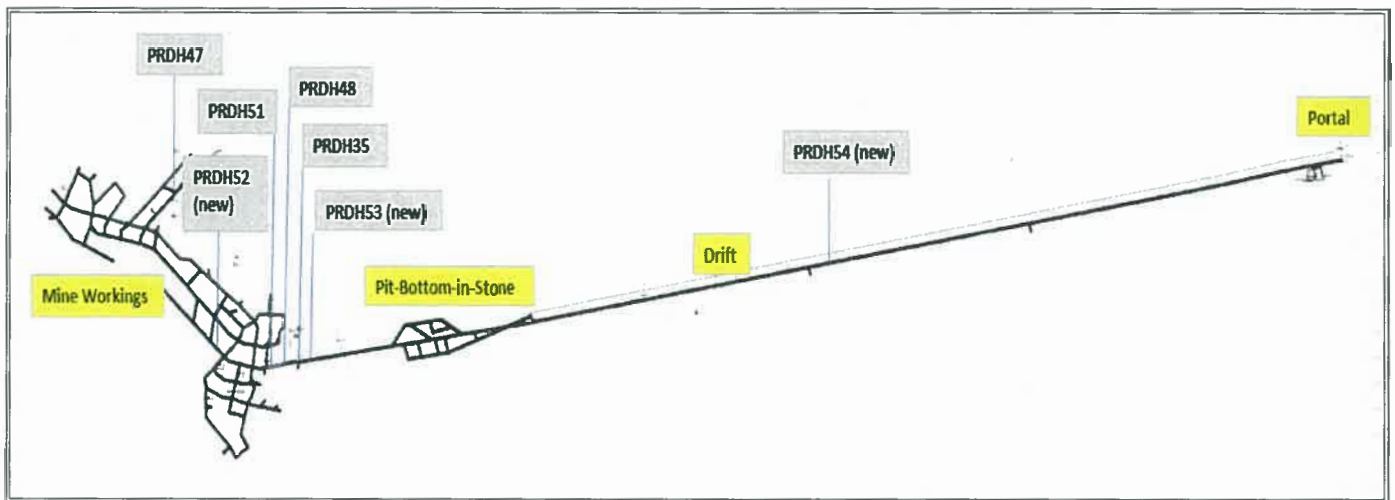 PRDH47
PRDH48
PRDH51
Portal
PRDH35
PRDH54 (new)
PRDH52
(new)
PRDH53 (new)
Drift
Pit-Bottom-in-Stone
Mine Workings